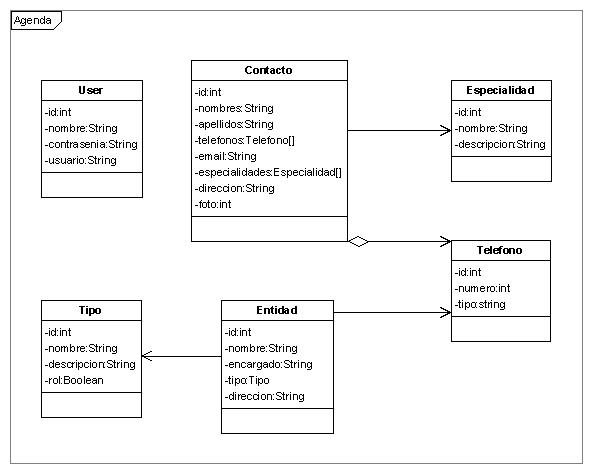 Agenda
User
-id:int
-nombre:String
-contrasenia:String
-usuario:String
Contacto
-id:int
-nombres:String
-apellidos:String
-telefonos:Telefono[]
-email:String
-especialidades:Especialidad[]
-direccion:String
-foto:int
Especialidad
-id:int
-nombre:String
-descripcion:String
Telefono
-id:int
-numero:int
-tipo:string
Tipo
-id:int
-nombre:String
-descripcion:String
-rol:Boolean
Entidad
-id:int
-nombre:String
-encargado:String
-tipo:Tipo
-direccion:String